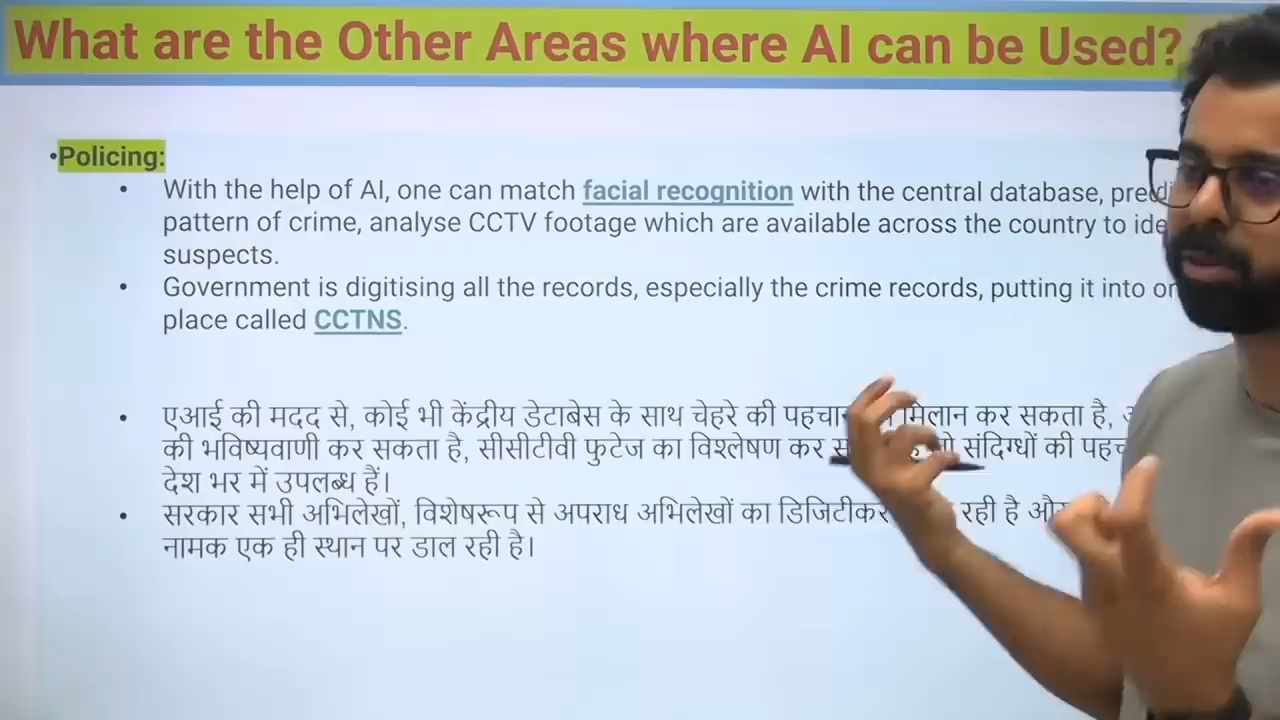 What are the Other Areas where AI can be Used?
•Policing:
• With the help of AI, one can match facial recognition with the central database,
pattern of crime, analyse CCTV footage which are available across the country to
suspects.
• Government is digitising all the records, especially the crime records, putting it into
place called CCTNS.
• एआई की मदद से, कोई भी केंद्रीय डेटाबेस के साथ चेहरे की मिलान कर सकता है,
की भविष्यवाणी कर सकता है, सीसीटीवी फुटेज का विश्लेषण कर संदिग्धों की
देश भर में उपलब्ध हैं।
• सरकार सभी अभिलेखों, विशेषरूप से अपराध अभिलेखों का रही है
नामक एक ही स्थान पर डाल रही है।